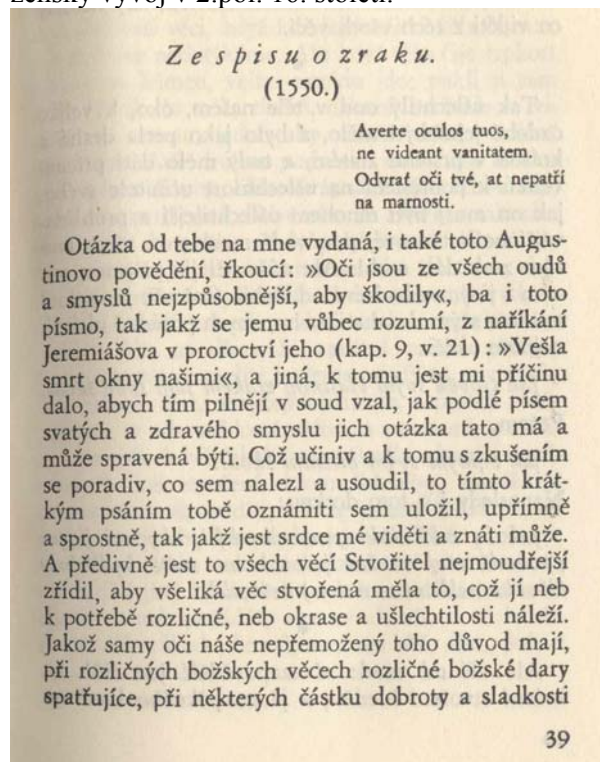 ženský vývoj v 2.pol. 16. století.
Ze spisu o zraku.
(1550.)
Averte oculos tuos,
ne videant vanitatem.
Odvrať oči tvé, at nepatří
na marnosti.
Otázka od tebe na mne vydaná, i také toto Augus-
tinovo povědění, řkoucí: »Oči jsou ze všech oudů
a smyslů nejzpůsobnější, aby škodily«, ba i toto
písmo, tak jakž se jemu vůbec rozumí, z naříkání
Jeremiášova v proroctví jeho (kap. 9, v. 21) : »Vešla
smrt okny našimi«, a jiná, k tomu jest mi příčinu
dalo, abych tím pilnějí v soud vzal, jak podlé písem
svatých a zdravého smyslu jich otázka tato má a
může spravená býti. Což učiniv a k tomu s zkušením
se poradiv, co sem nalezl a usoudil, to tímto krát-
kým psáním tobě oznámiti sem uložil, upřímně
a sprostně, tak jakž jest srdce mé viděti a znáti může.
A předivně jest to všech věcí Stvořitel nejmoudřejší
zřídil, aby všeliká věc stvořená měla to, což jí neb
k potřebě rozličné, neb okrase a ušlechtilosti náleží.
Jakož samy oči náše nepřemožený toho důvod mají,
při rozličných božských věcech rozličné božské dary
spatřujíce, při některých částku dobroty a sladkosti
39